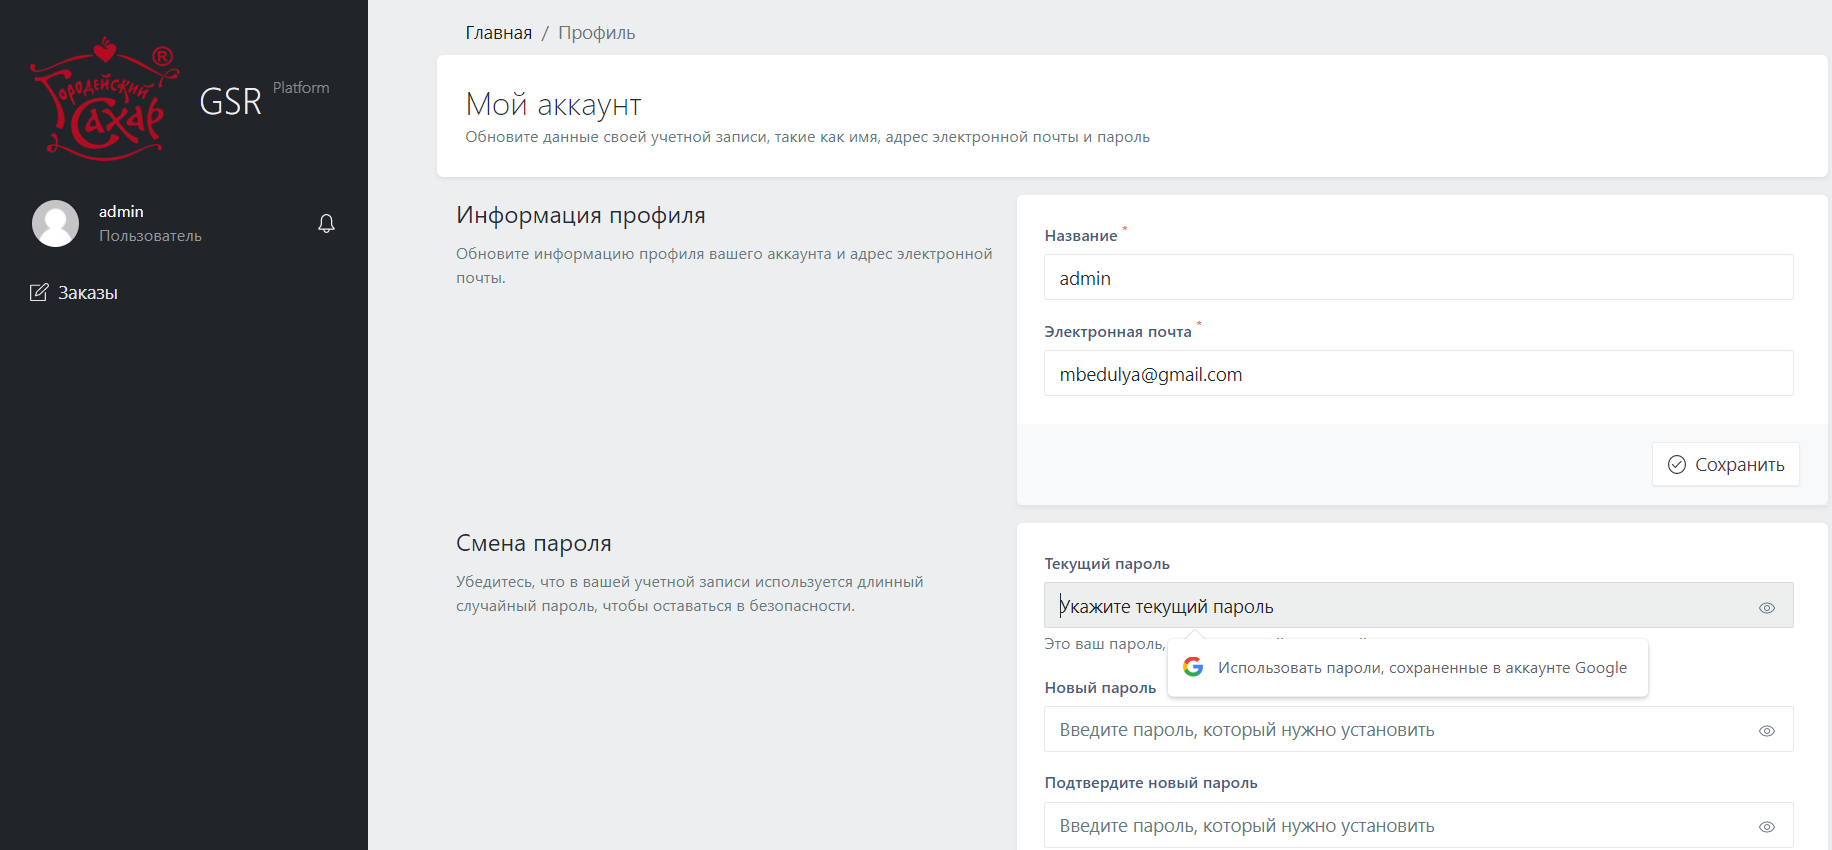 Городейский
Сахар
®
GSR Platform
admin
Пользователь
Заказы
Главная / Профиль
Мой аккаунт
Обновите данные своей учетной записи, такие как имя, адрес электронной почты и пароль
Информация профиля
Обновите информацию профиля вашего аккаунта и адрес электронной
почты.
Название *
admin
Электронная почта *
mbedulya@gmail.com
Сохранить
Смена пароля
Убедитесь, что в вашей учетной записи используется длинный
случайный пароль, чтобы оставаться в безопасности.
Текущий пароль
Укажите текущий пароль
Это ваш пароль,
Использовать пароли, сохраненные в аккаунте Google
Новый пароль
Введите пароль, который нужно установить
Подтвердите новый пароль
Введите пароль, который нужно установить